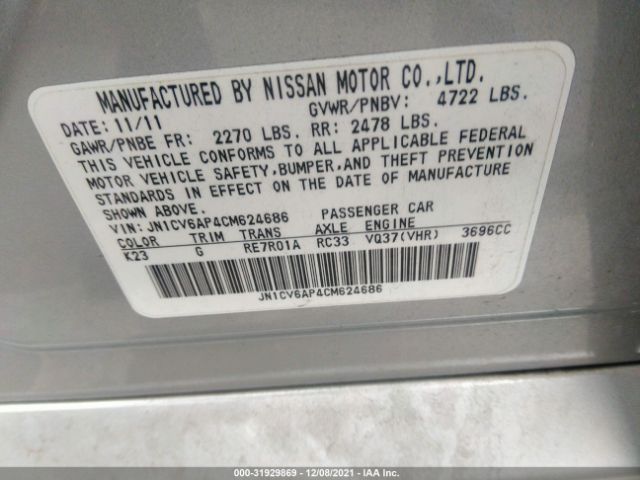 MANUFACTURED BY NISSAN MOTOR CO.,LTD.
DATE: 11/11 GVWR/PNBV: 4722 LBS.
GAWR/PNBE FR: 2270 LBS. RR: 2478 LBS.
THIS VEHICLE CONFORMS TO ALL APPLICABLE FEDERAL
MOTOR VEHICLE SAFETY,BUMPER,AND THEFT PREVENTION
STANDARDS IN EFFECT ON THE DATE OF MANUFACTURE
SHOWN ABOVE.
VIN: JN1CV6AP4CM624686 PASSENGER CAR
COLOR TRIM TRANS AXLE ENGINE
K23 G RE7R01A RC33 VQ37(VHR) 3696CC
JN1CV6AP4CM624686
000-31929869 - 12/08/2021 - IAA Inc.